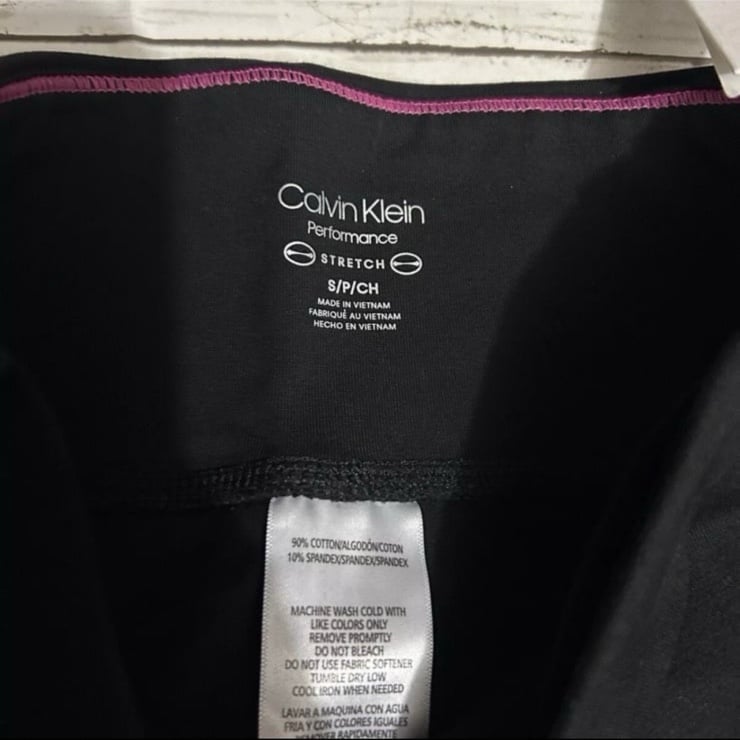 Calvin Klein
Performance
STRETCH
S/P/CH
MADE IN VIETNAM
FABRIQUÉ AU VIETNAM
HECHO EN VIETNAM
90% COTTON/ALGODÓN/COTON
10% SPANDEX/SPANDEX/SPANDEX
MACHINE WASH COLD WITH
LIKE COLORS ONLY
REMOVE PROMPTLY
DO NOT BLEACH
DO NOT USE FABRIC SOFTENER
TUMBLE DRY LOW
COOL IRON WHEN NEEDED
LAVAR A MAQUINA CON AGUA
FRIA Y CON COLORES IGUALES
REMOVER RAPIDAMENTE